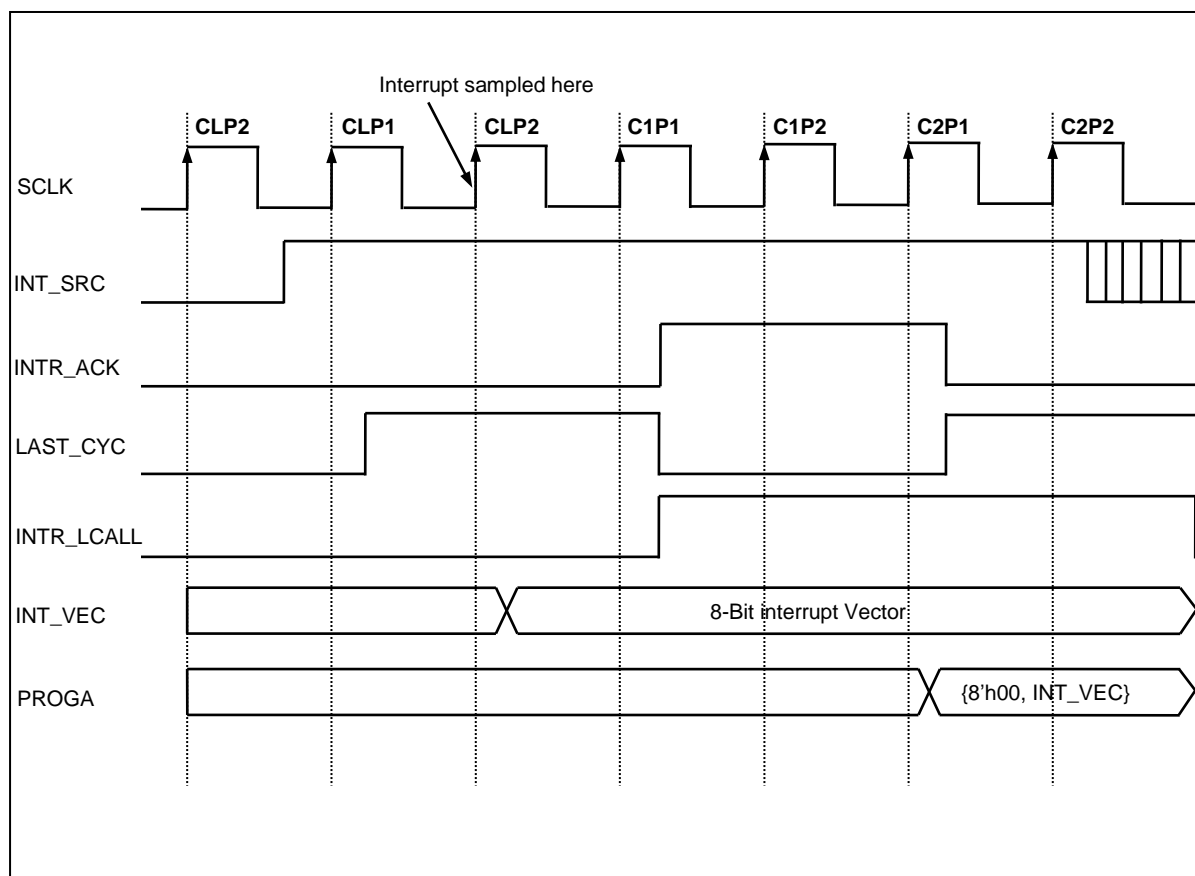 Interrupt sampled here
CLP2 CLP1 CLP2 C1P1 C1P2 C2P1 C2P2
SCLK
INT_SRC
INTR_ACK
LAST_CYC
INTR_LCALL
INT_VEC 8-Bit interrupt Vector
PROGA {8'h00, INT_VEC}